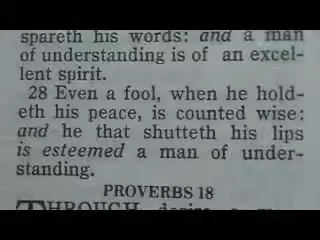 spareth his words: and a man
of understanding is of an excel-
lent spirit.
28 Even a fool, when he hold-
eth his peace, is counted wise:
and he that shutteth his lips
is esteemed a man of under-
standing.
PROVERBS 18
THROUGH desire